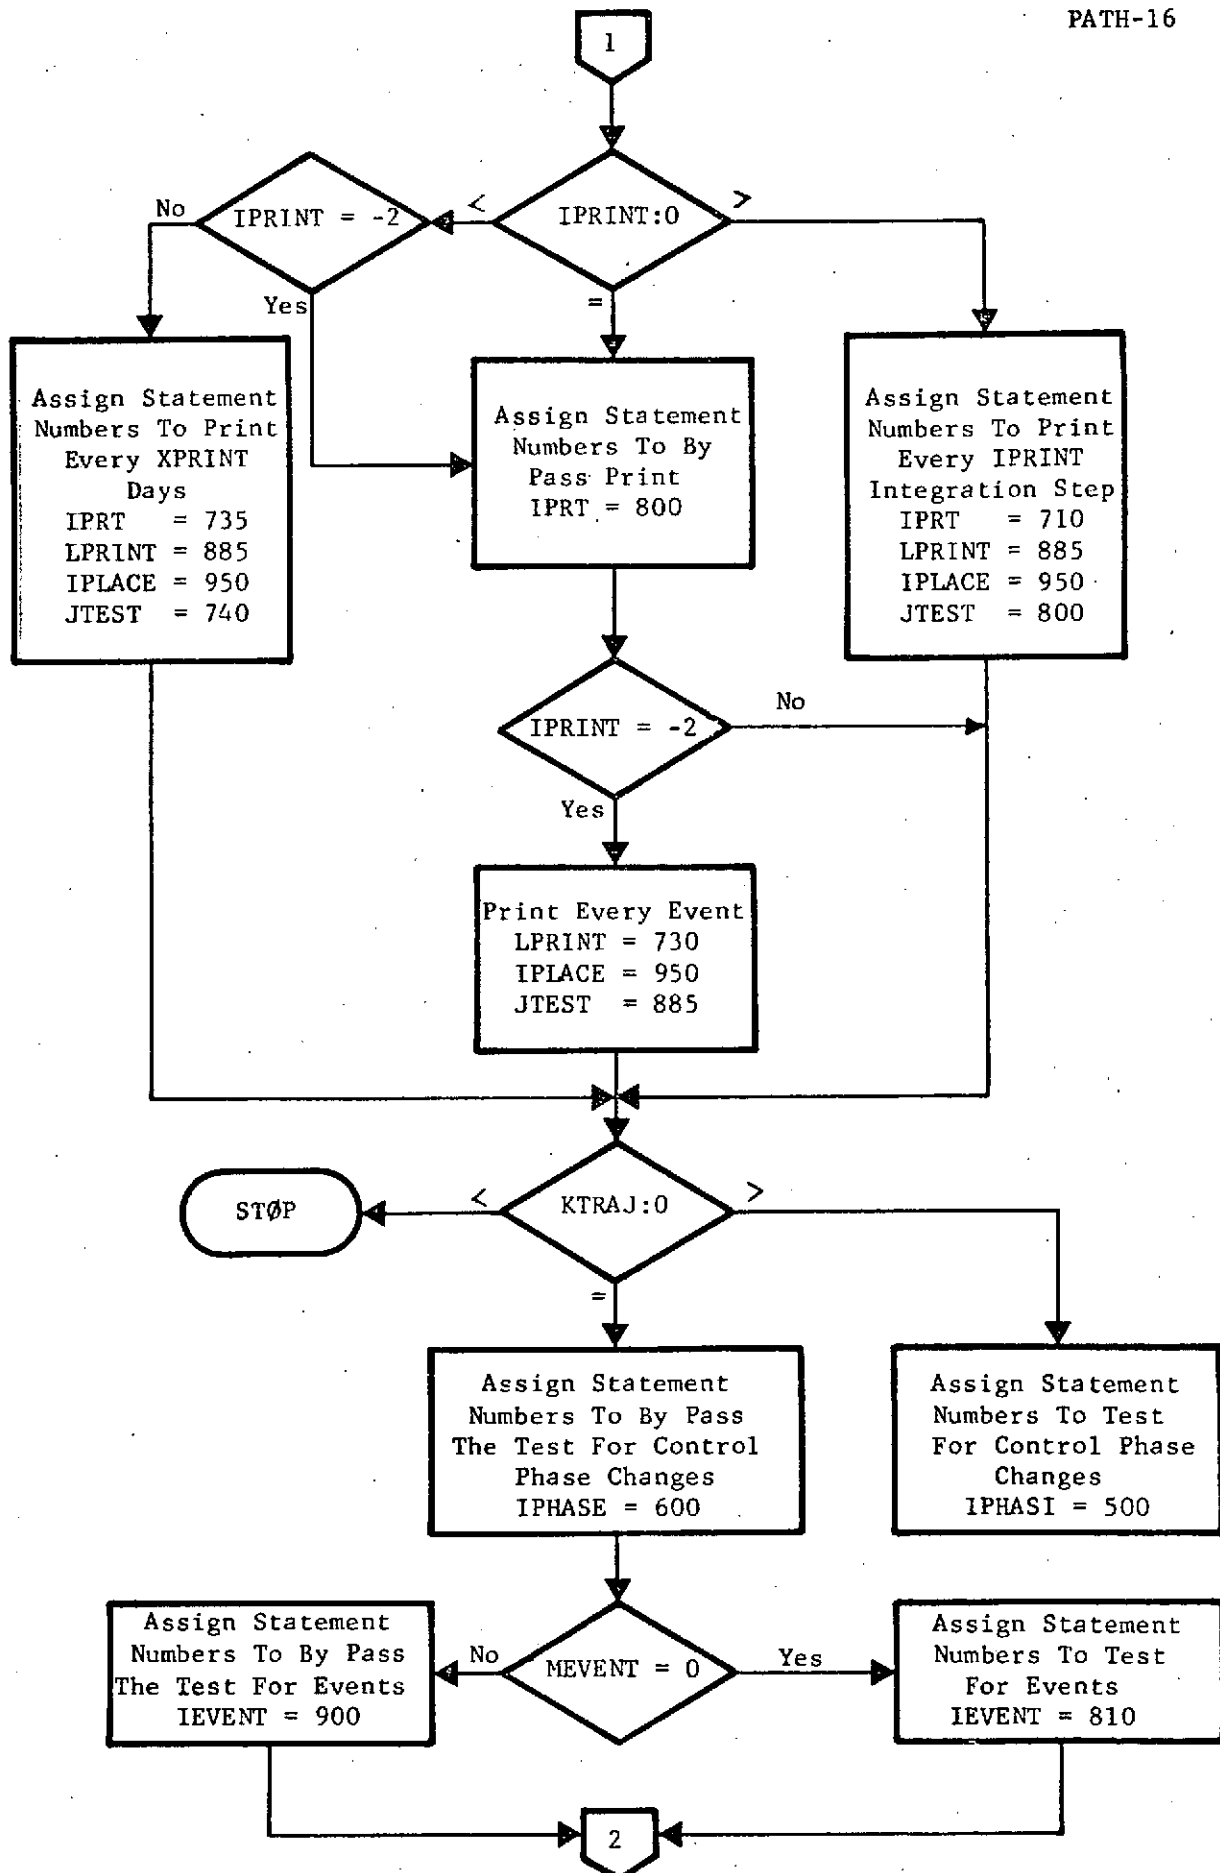 PATH-16
1
IPRINT:0
<
>
=
IPRINT = -2
No
Yes
Assign Statement
Numbers To Print
Every XPRINT
Days
IPRT = 735
LPRINT = 885
IPLACE = 950
JTEST = 740
Assign Statement
Numbers To By
Pass Print
IPRT = 800
Assign Statement
Numbers To Print
Every IPRINT
Integration Step
IPRT = 710
LPRINT = 885
IPLACE = 950
JTEST = 800
IPRINT = -2
No
Yes
Print Every Event
LPRINT = 730
IPLACE = 950
JTEST = 885
KTRAJ:0
<
>
=
STØP
Assign Statement
Numbers To By Pass
The Test For Control
Phase Changes
IPHASE = 600
Assign Statement
Numbers To Test
For Control Phase
Changes
IPHASI = 500
MEVENT = 0
No
Yes
Assign Statement
Numbers To By Pass
The Test For Events
IEVENT = 900
Assign Statement
Numbers To Test
For Events
IEVENT = 810
2